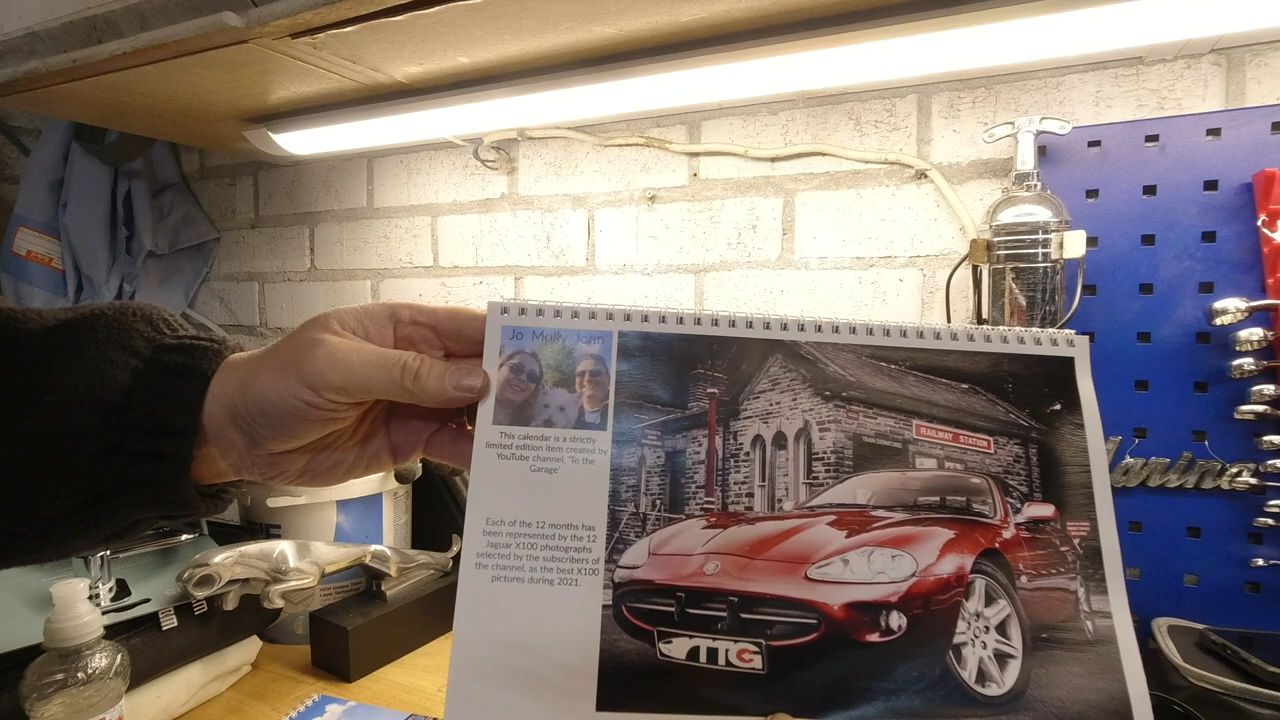 Jo Molly John
This calendar is a strictly
limited edition item created by
YouTube channel, 'To the
Garage'
Each of the 12 months has
been represented by the 12
Jaguar X100 photographs
selected by the subscribers of
the channel, as the best X100
pictures during 2021.
RAILWAY STATION
TRAIN DEPARTURES
TTG
Marina